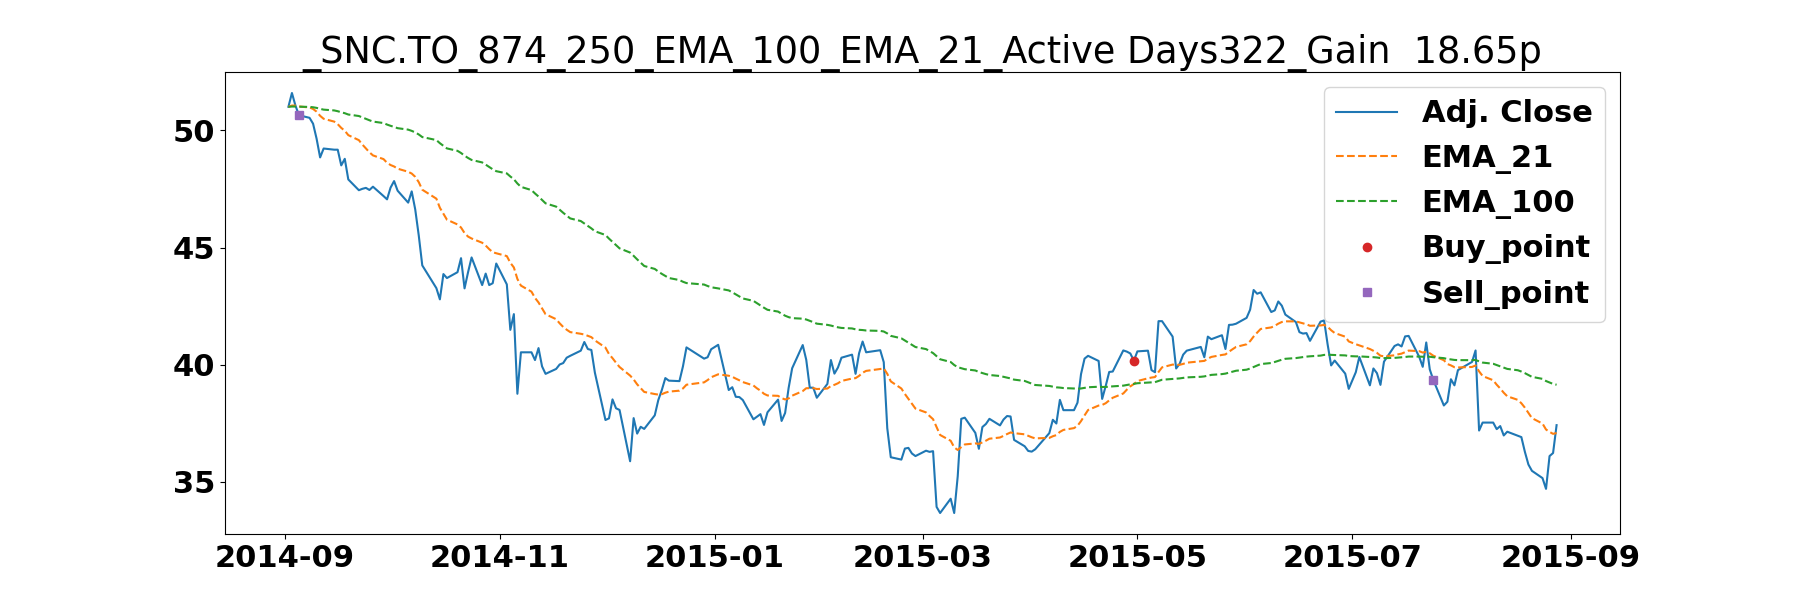 _SNC.TO_874_250_EMA_100_EMA_21_Active Days322_Gain  18.65p
Adj. Close
EMA_21
EMA_100
Buy_point
Sell_point
50
45
40
35
2014-09 2014-11 2015-01 2015-03 2015-05 2015-07 2015-09